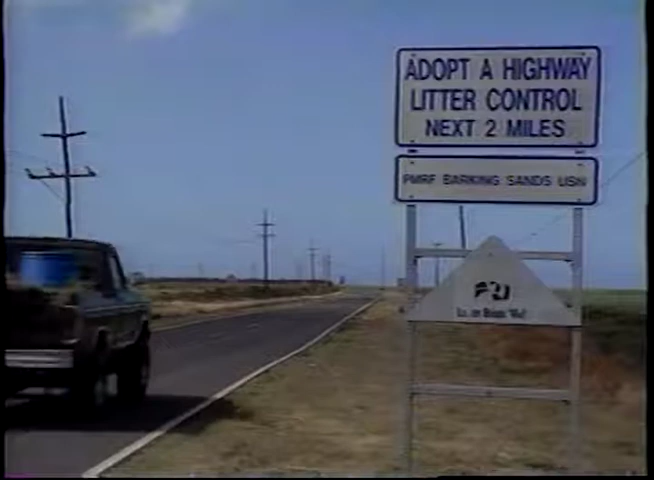 ADOPT A HIGHWAY
LITTER CONTROL
NEXT 2 MILES
PMRF BARKING SANDS USN